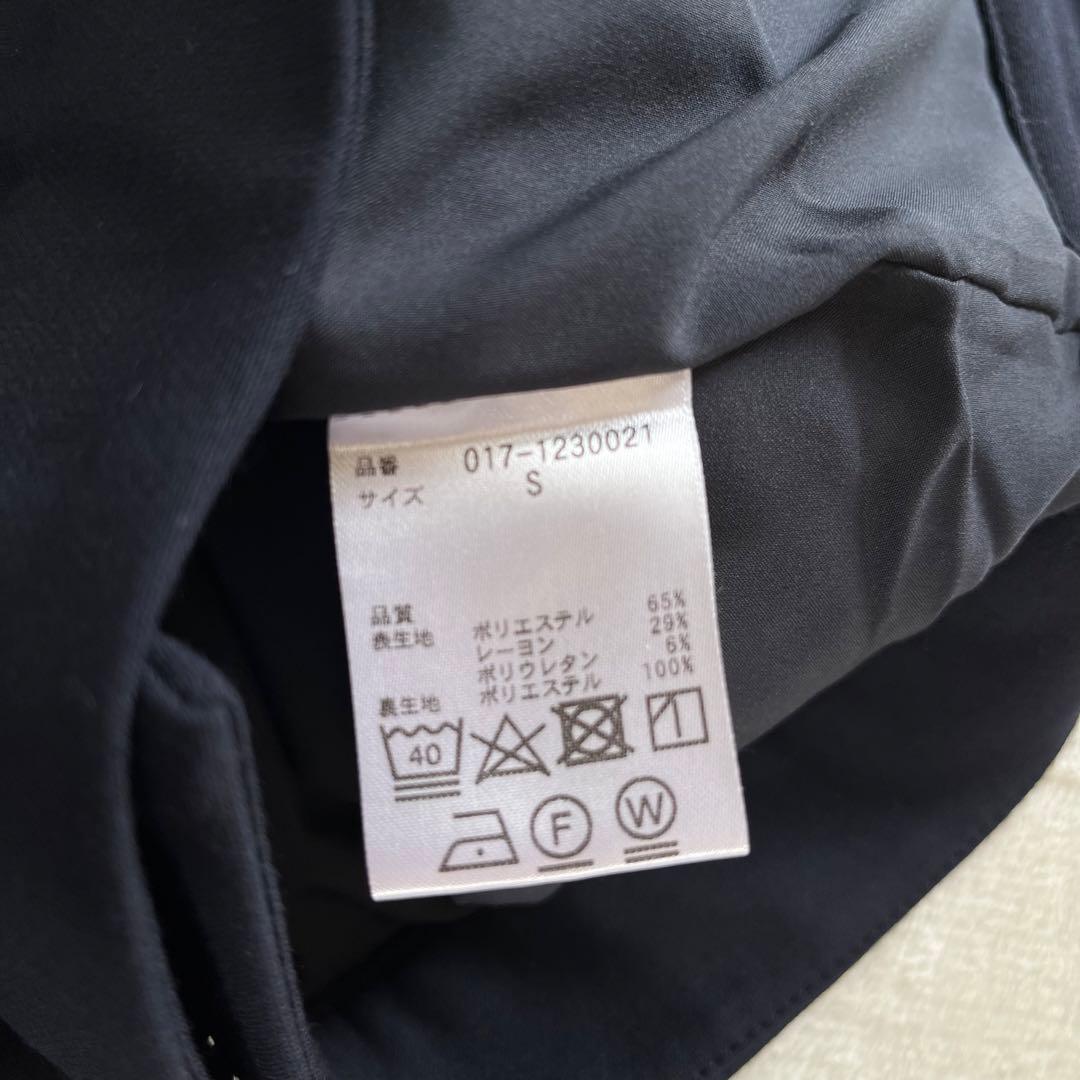 品番 017-1230021
サイズ S
品質
表生地 ポリエステル 65%
レーヨン 29%
ポリウレタン 6%
裏生地 ポリエステル 100%
40
F W